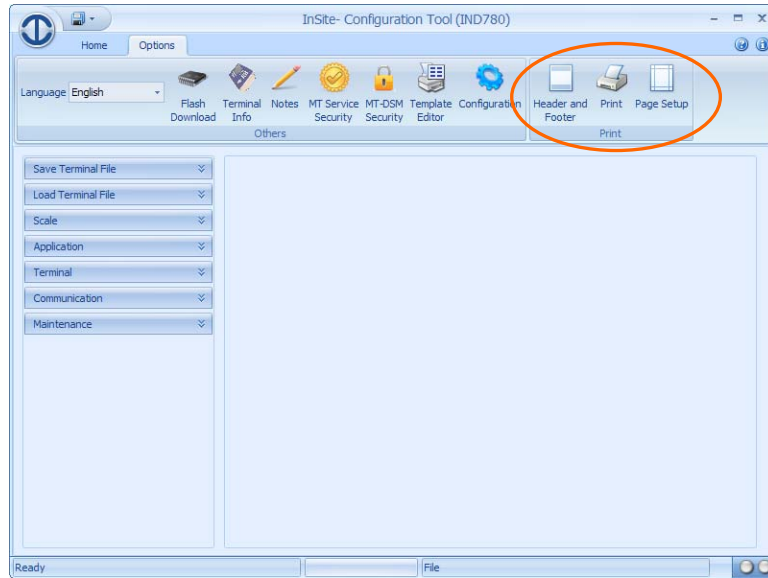 InSite- Configuration Tool (IND780)
Home Options
Language English
Flash Download
Terminal Info
Notes
MT Service Security
MT-DSM Security
Template Editor
Configuration
Header and Footer
Print
Page Setup
Others
Print
Save Terminal File
Load Terminal File
Scale
Application
Terminal
Communication
Maintenance
Ready
File